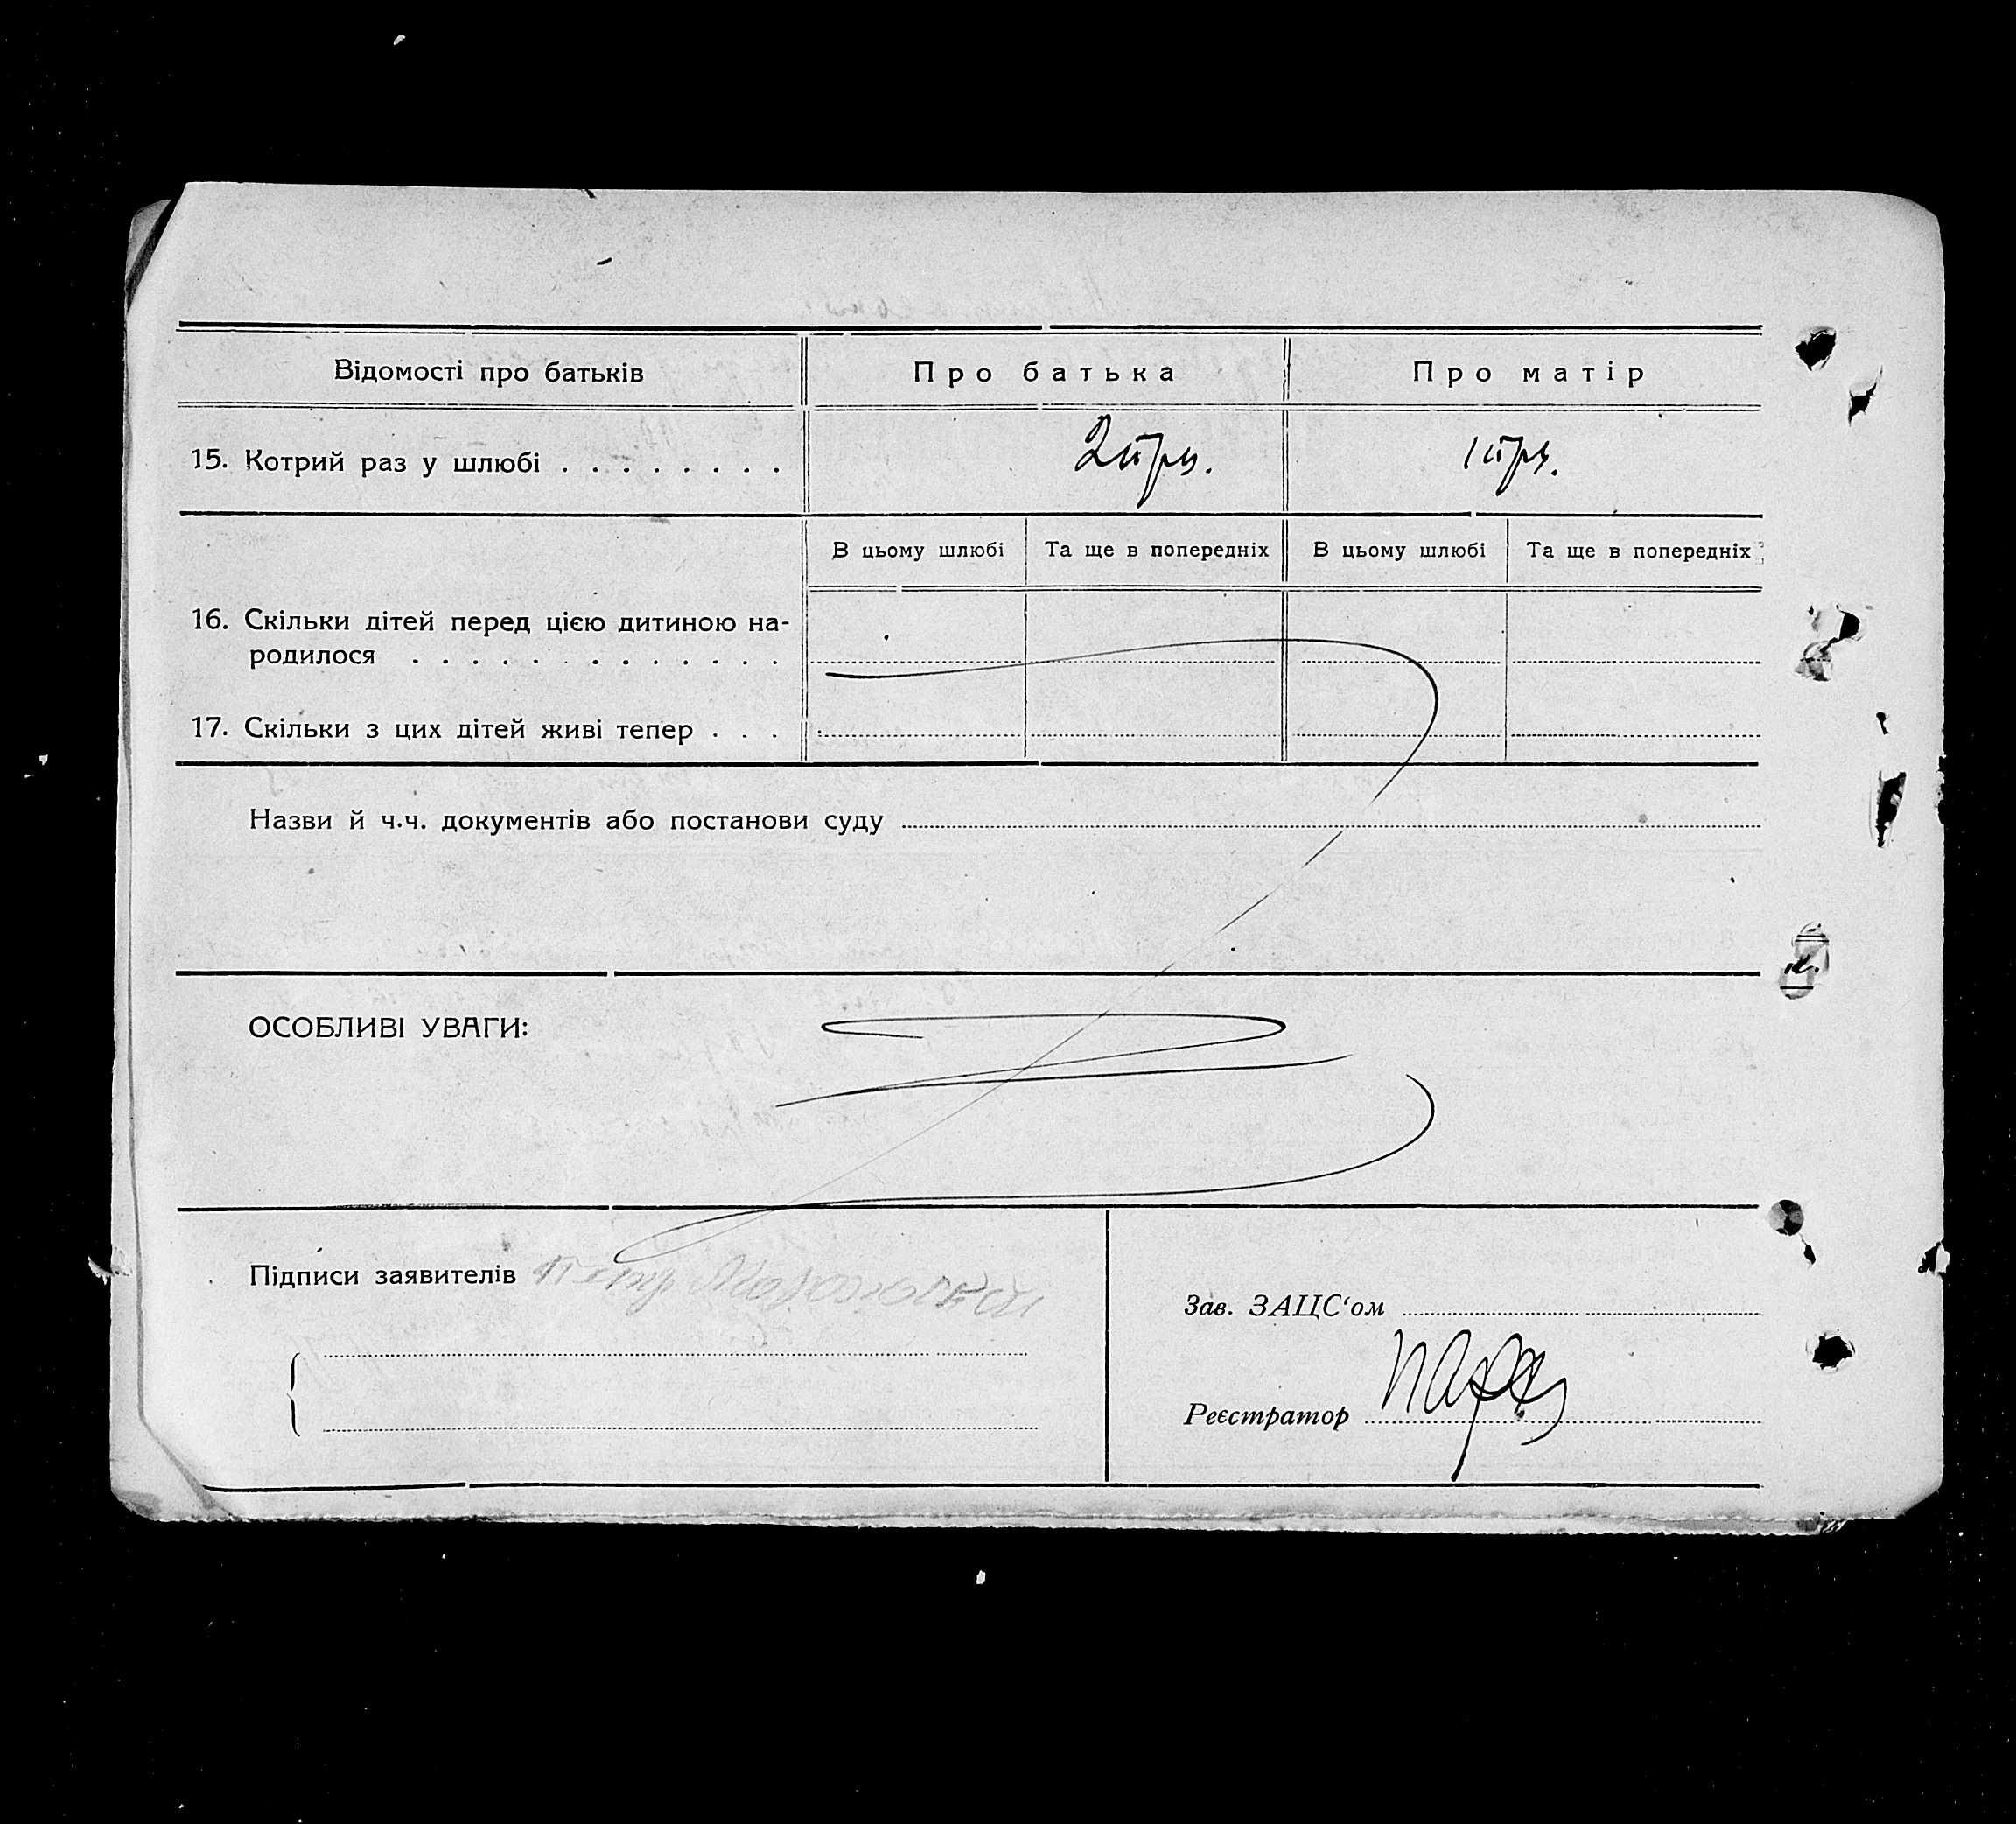 Відомості про батьків
Про батька
Про матір
15. Котрий раз у шлюбі . . . . . . . .
В цьому шлюбі
Та ще в попередніх
В цьому шлюбі
Та ще в попередніх
16. Скільки дітей перед цією дитиною на-
родилося . . . . . . . . . . . .
17. Скільки з цих дітей живі тепер . . .
Назви й ч.ч. документів або постанови суду
ОСОБЛИВІ УВАГИ:
Підписи заявителів
Зав. ЗАЦС‘ом
Реєстратор